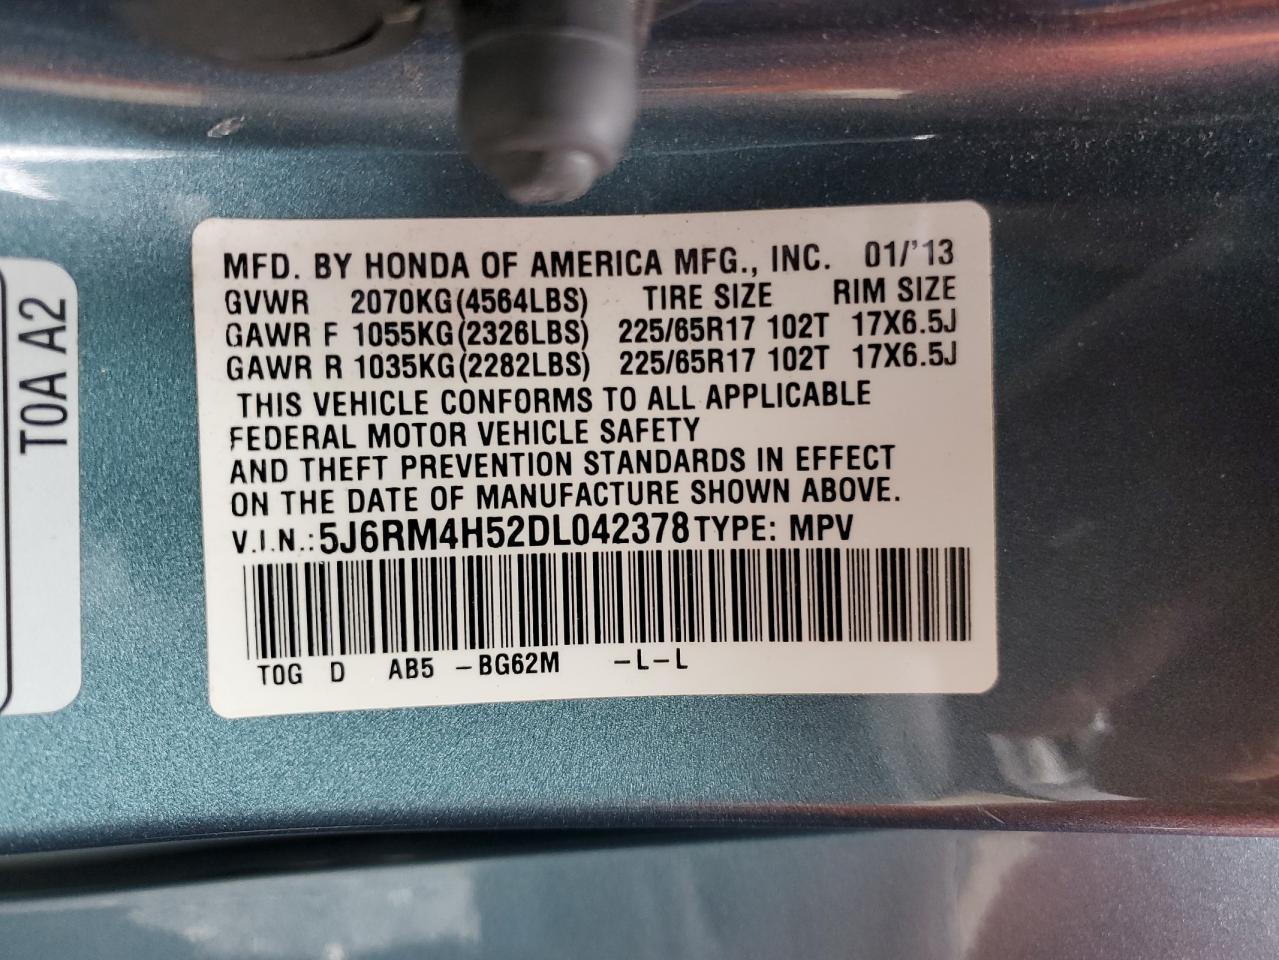 MFD. BY HONDA OF AMERICA MFG., INC. 01/'13
GVWR 2070KG(4564LBS) TIRE SIZE RIM SIZE
GAWR F 1055KG(2326LBS) 225/65R17 102T 17X6.5J
GAWR R 1035KG(2282LBS) 225/65R17 102T 17X6.5J
THIS VEHICLE CONFORMS TO ALL APPLICABLE
FEDERAL MOTOR VEHICLE SAFETY
AND THEFT PREVENTION STANDARDS IN EFFECT
ON THE DATE OF MANUFACTURE SHOWN ABOVE.
V.I.N.: 5J6RM4H52DL042378 TYPE: MPV
T0G D AB5 -BG62M -L-L
T0A A2